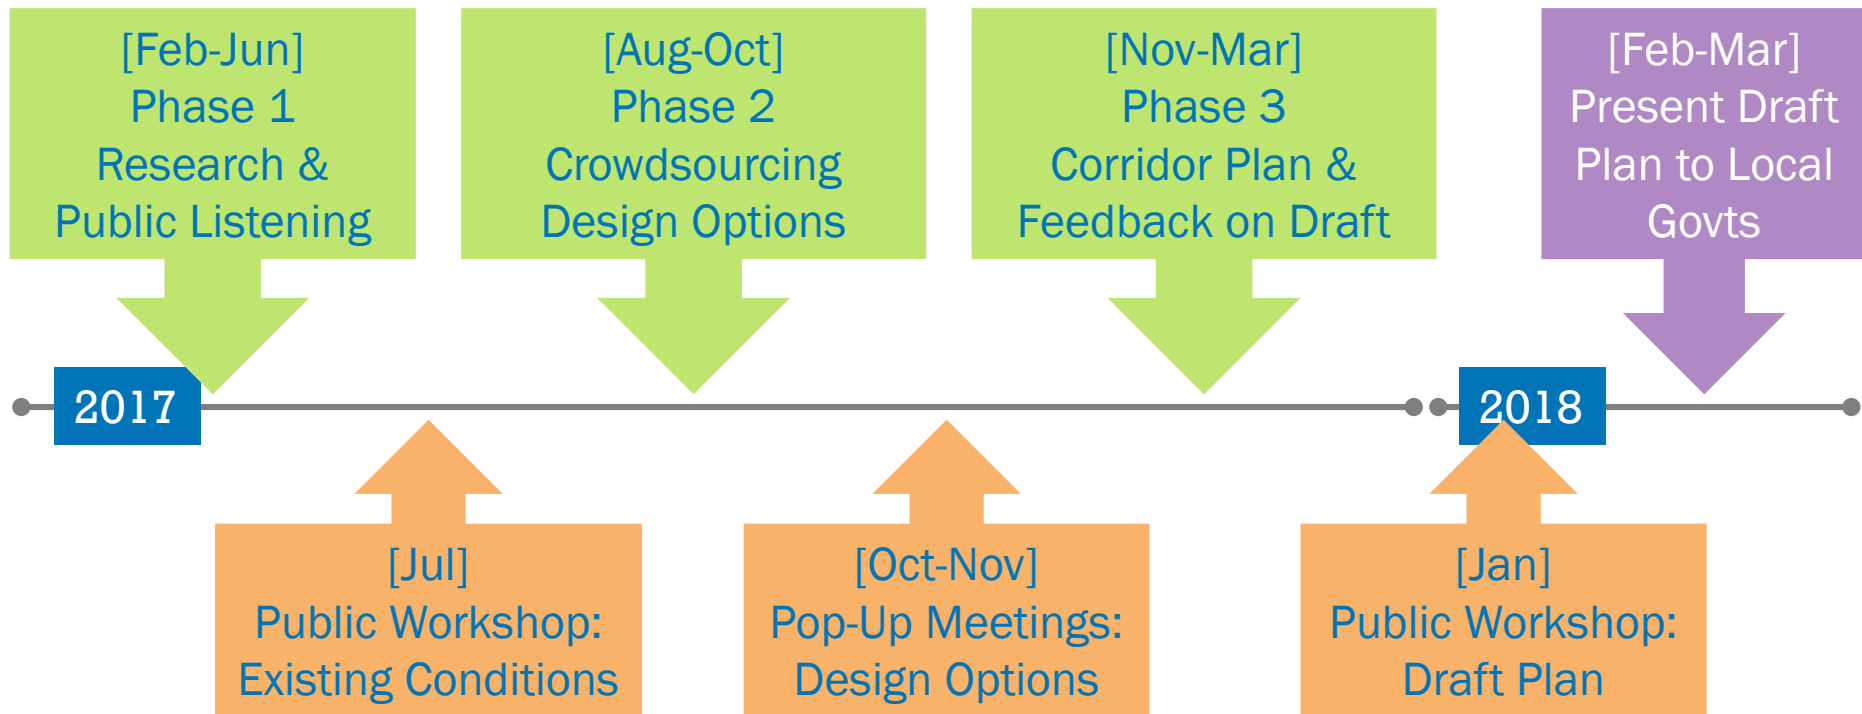 [Feb-Jun]
Phase 1
Research &
Public Listening
[Aug-Oct]
Phase 2
Crowdsourcing
Design Options
[Nov-Mar]
Phase 3
Corridor Plan &
Feedback on Draft
[Feb-Mar]
Present Draft
Plan to Local
Govts
2017
2018
[Jul]
Public Workshop:
Existing Conditions
[Oct-Nov]
Pop-Up Meetings:
Design Options
[Jan]
Public Workshop:
Draft Plan